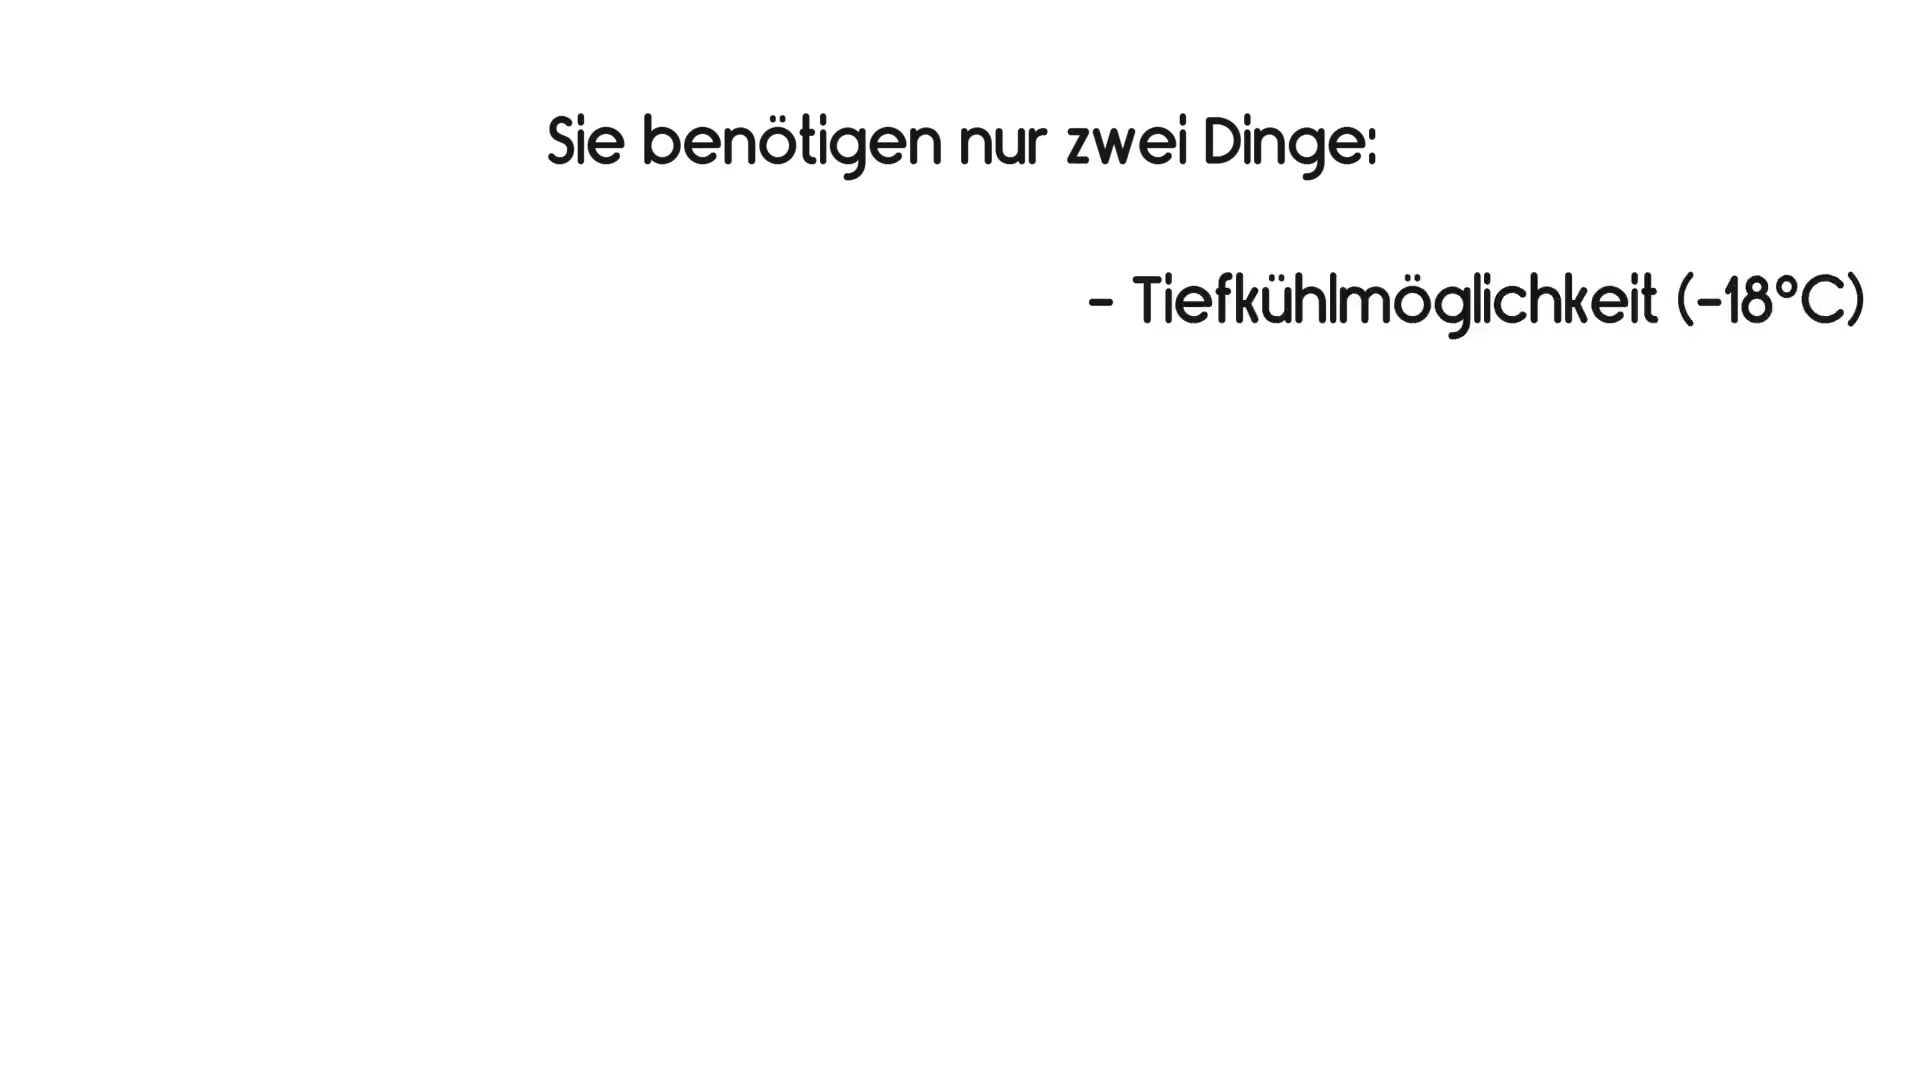 Sie benötigen nur zwei Dinge:
- Tiefkühlmöglichkeit (-18°C)